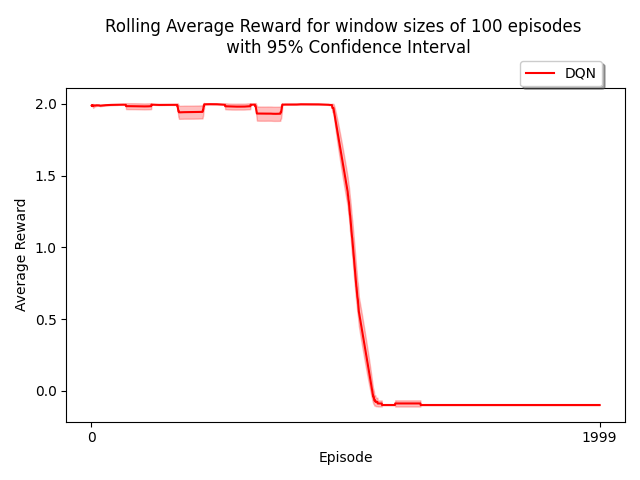 Rolling Average Reward for window sizes of 100 episodes
with 95% Confidence Interval
DQN
2.0
1.5
1.0
0.5
0.0
Average Reward
0
1999
Episode